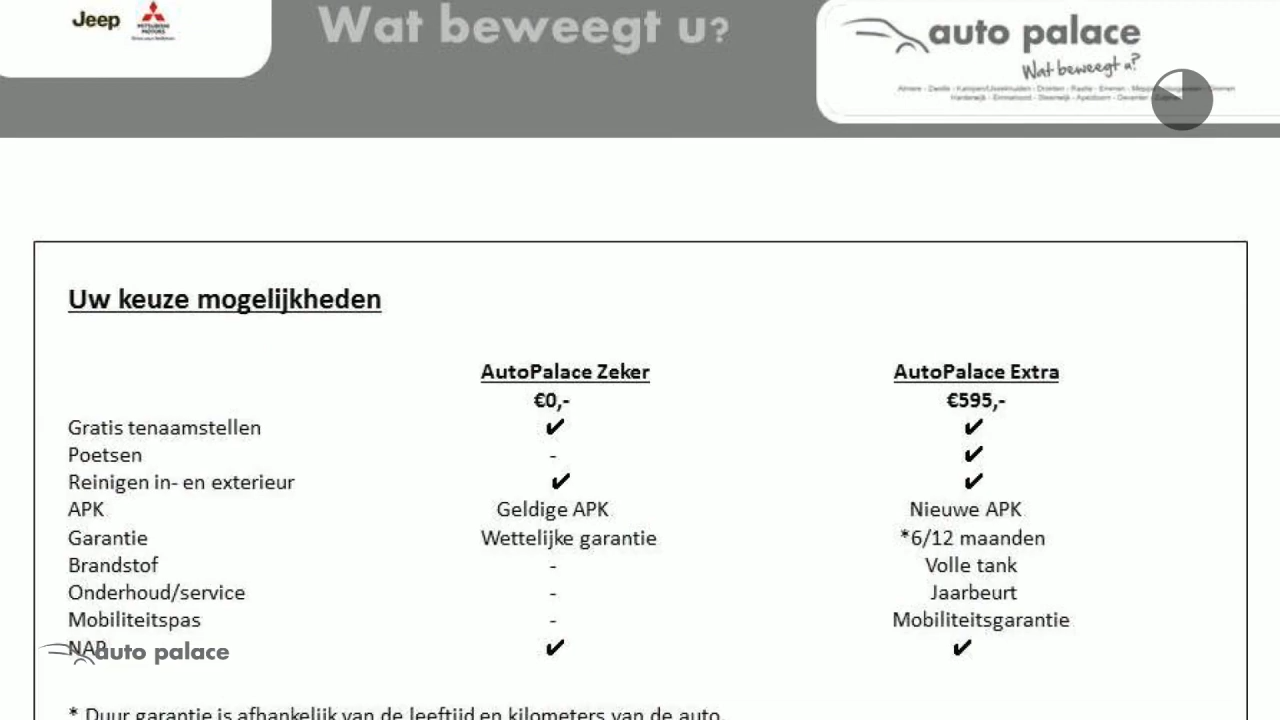 Jeep
MITSUBISHI
MOTORS
Wat beweegt u?
auto palace
Wat beweegt u?
Uw keuze mogelijkheden
AutoPalace Zeker AutoPalace Extra
€0,- €595,-
Gratis tenaamstellen ✔ ✔
Poetsen - ✔
Reinigen in- en exterieur ✔ ✔
APK Geldige APK Nieuwe APK
Garantie Wettelijke garantie *6/12 maanden
Brandstof - Volle tank
Onderhoud/service - Jaarbeurt
Mobiliteitspas - Mobiliteitsgarantie
NAP ✔ ✔
auto palace
* Duur garantie is afhankelijk van de leeftijd en kilometers van de auto.